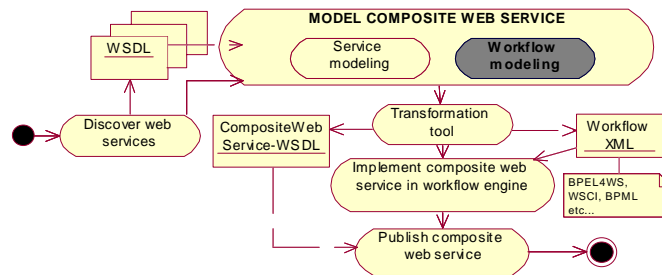 MODEL COMPOSITE WEB SERVICE
WSDL
Service
modeling
Workflow
modeling
Discover web
services
Transformation
tool
CompositeWeb
Service-WSDL
Workflow
XML
Implement composite web
service in workflow engine
BPEL4WS,
WSCI, BPML
etc...
Publish composite
web service